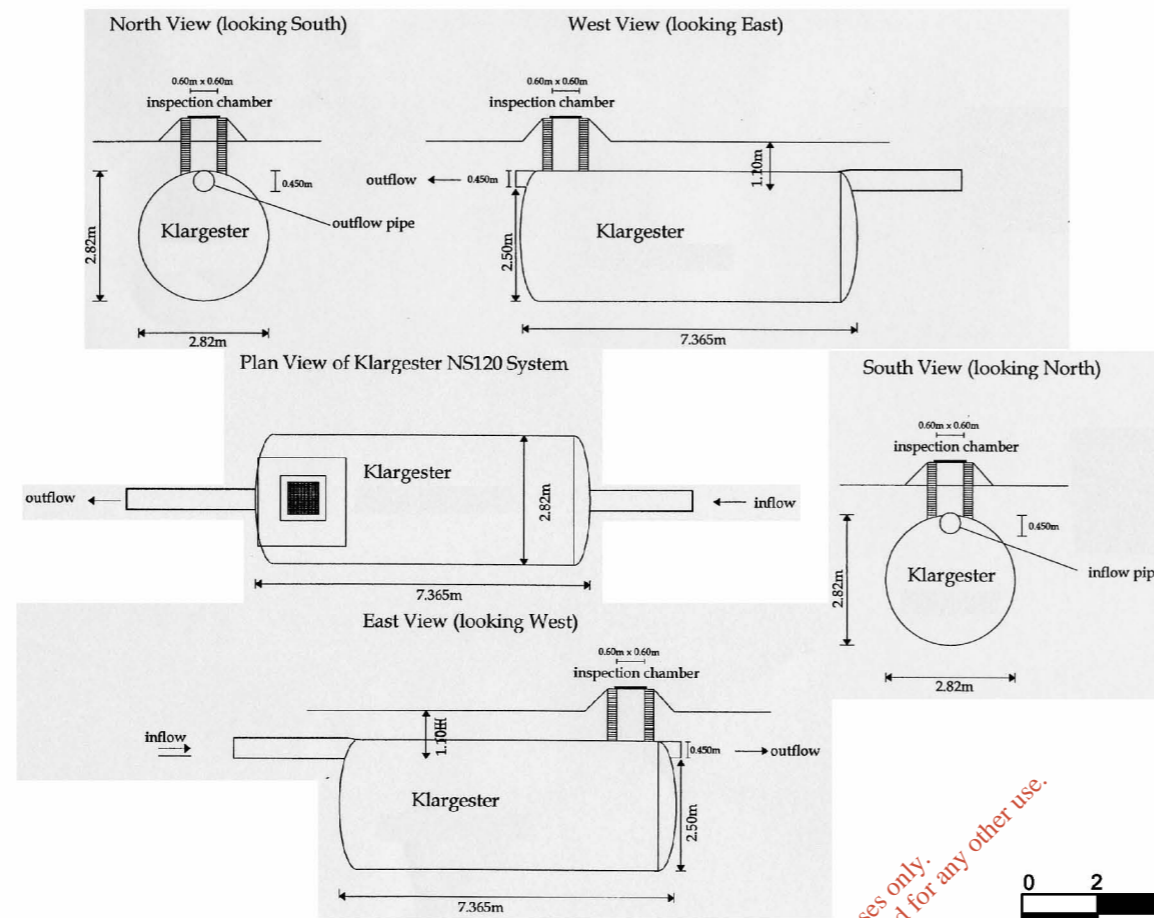 North View (looking South)
0.60m x 0.60m
inspection chamber
0.450m
outflow pipe
Klargester
2.82m
2.82m
West View (looking East)
0.60m x 0.60m
inspection chamber
1.10m
outflow
0.450m
Klargester
2.50m
7.365m
Plan View of Klargester NS120 System
Klargester
outflow
2.82m
inflow
7.365m
South View (looking North)
0.60m x 0.60m
inspection chamber
0.450m
Klargester
inflow pip
2.82m
2.82m
East View (looking West)
0.60m x 0.60m
inspection chamber
inflow
1.10m
0.450m
outflow
Klargester
2.50m
7.365m
ses only.
d for any other use.
0 2